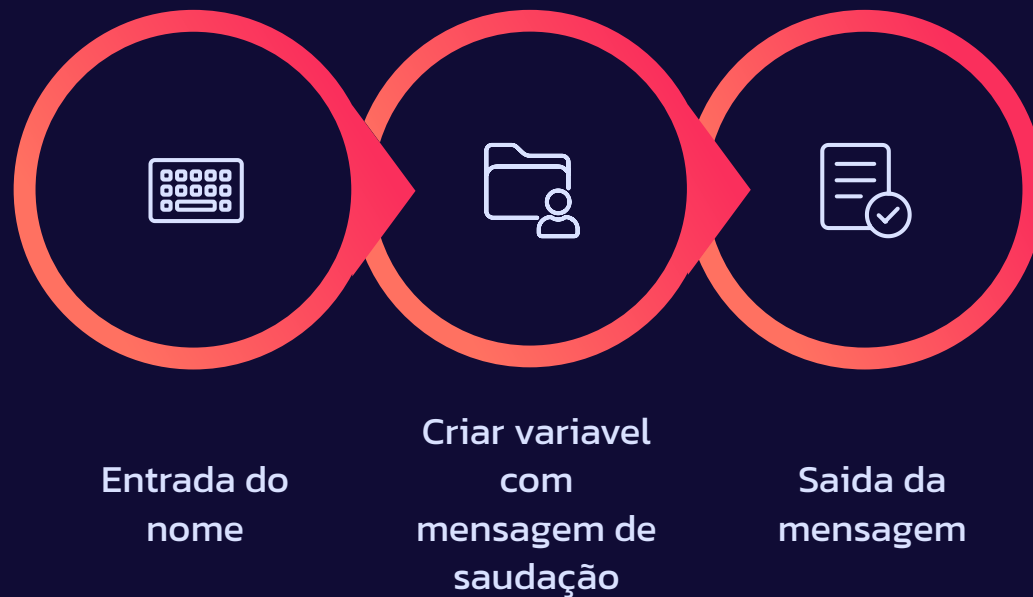 Entrada do
nome
Criar variavel
com
mensagem de
saudação
Saida da
mensagem